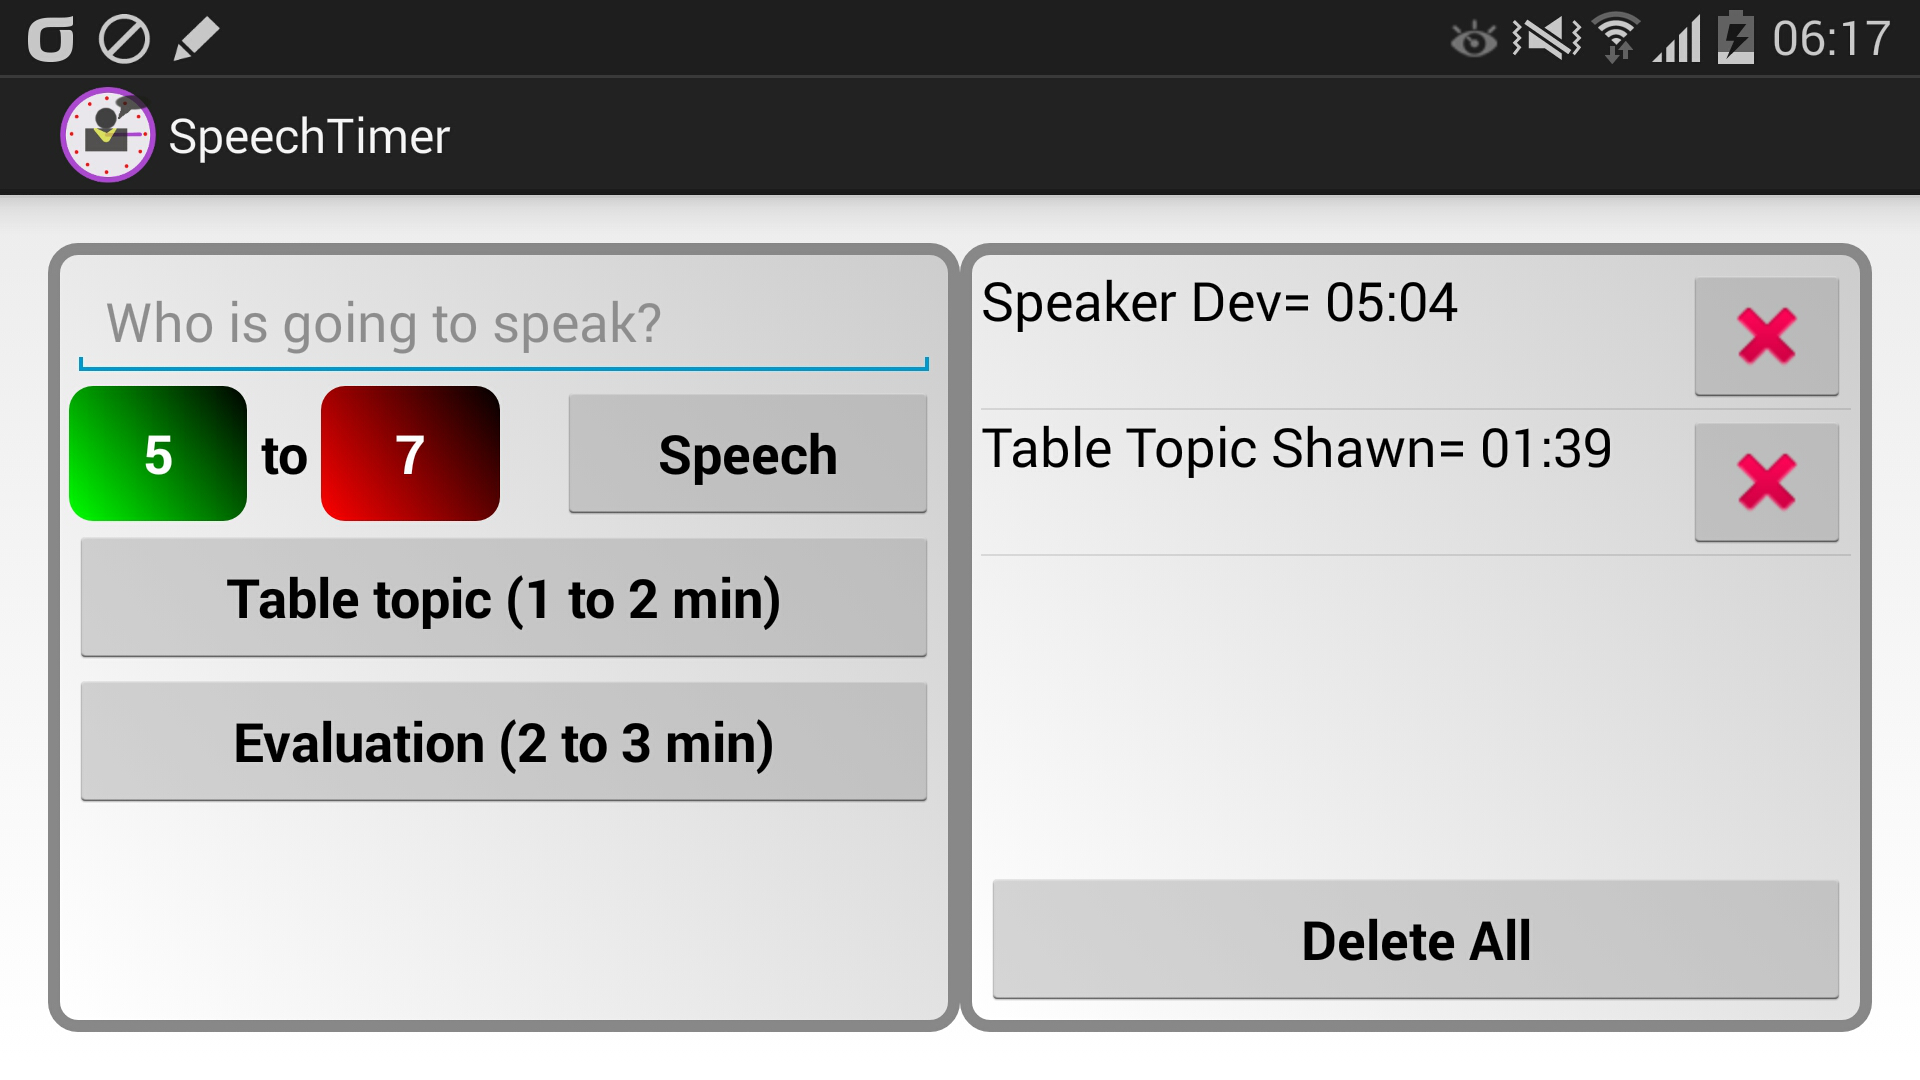 06:17
SpeechTimer
Who is going to speak?
5 to 7 Speech
Table topic (1 to 2 min)
Evaluation (2 to 3 min)
Speaker Dev= 05:04
Table Topic Shawn= 01:39
Delete All